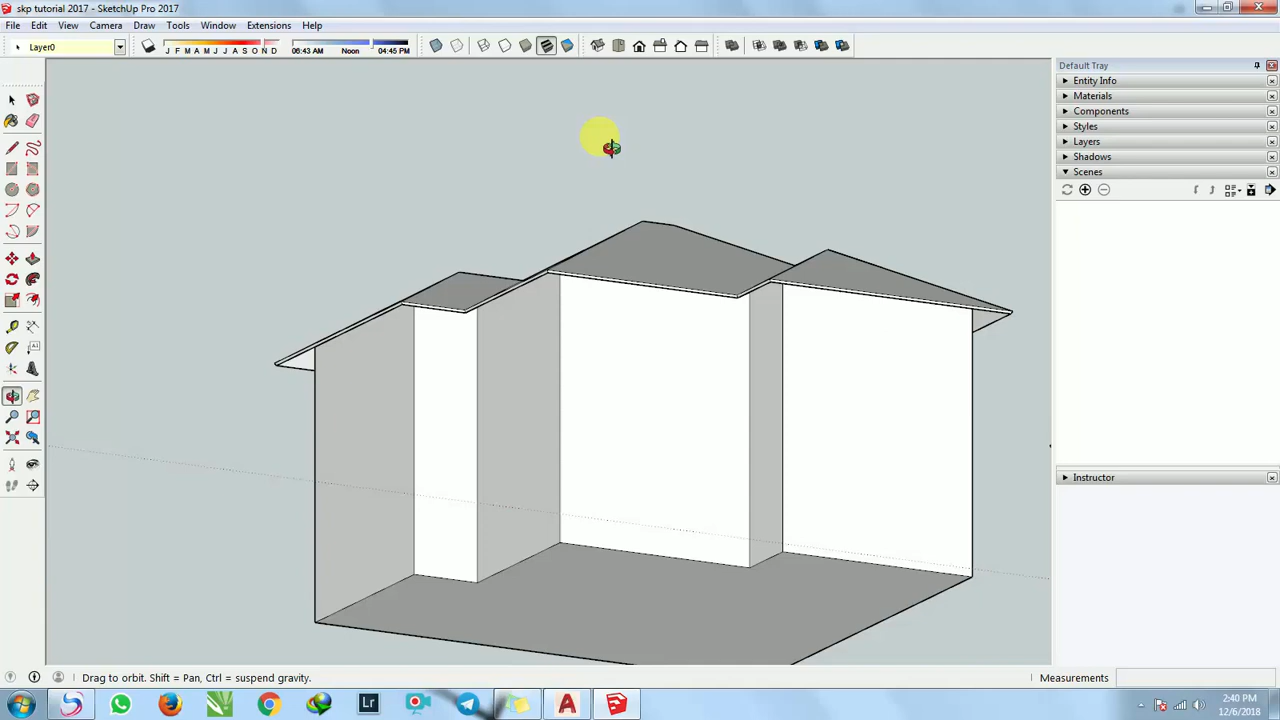 skp tutorial 2017 - SketchUp Pro 2017
File Edit View Camera Draw Tools Window Extensions Help
Layer0
J F M A M J J A S O N D
06:43 AM Noon 04:45 PM
Default Tray
Entity Info
Materials
Components
Styles
Layers
Shadows
Scenes
Instructor
Drag to orbit. Shift = Pan, Ctrl = suspend gravity.
Measurements
Lr
2:40 PM
12/6/2018